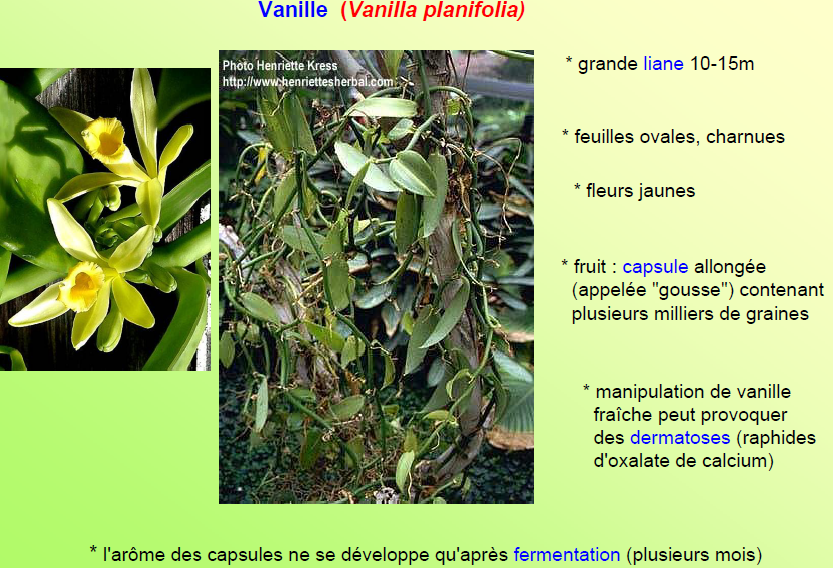 Vanille (Vanilla planifolia)
Photo Henriette Kress
http://www.henriettesherbal.com
* grande liane 10-15m
* feuilles ovales, charnues
* fleurs jaunes
* fruit : capsule allongée
(appelée "gousse") contenant
plusieurs milliers de graines
* manipulation de vanille
fraîche peut provoquer
des dermatoses (raphides
d'oxalate de calcium)
* l'arôme des capsules ne se développe qu'après fermentation (plusieurs mois)